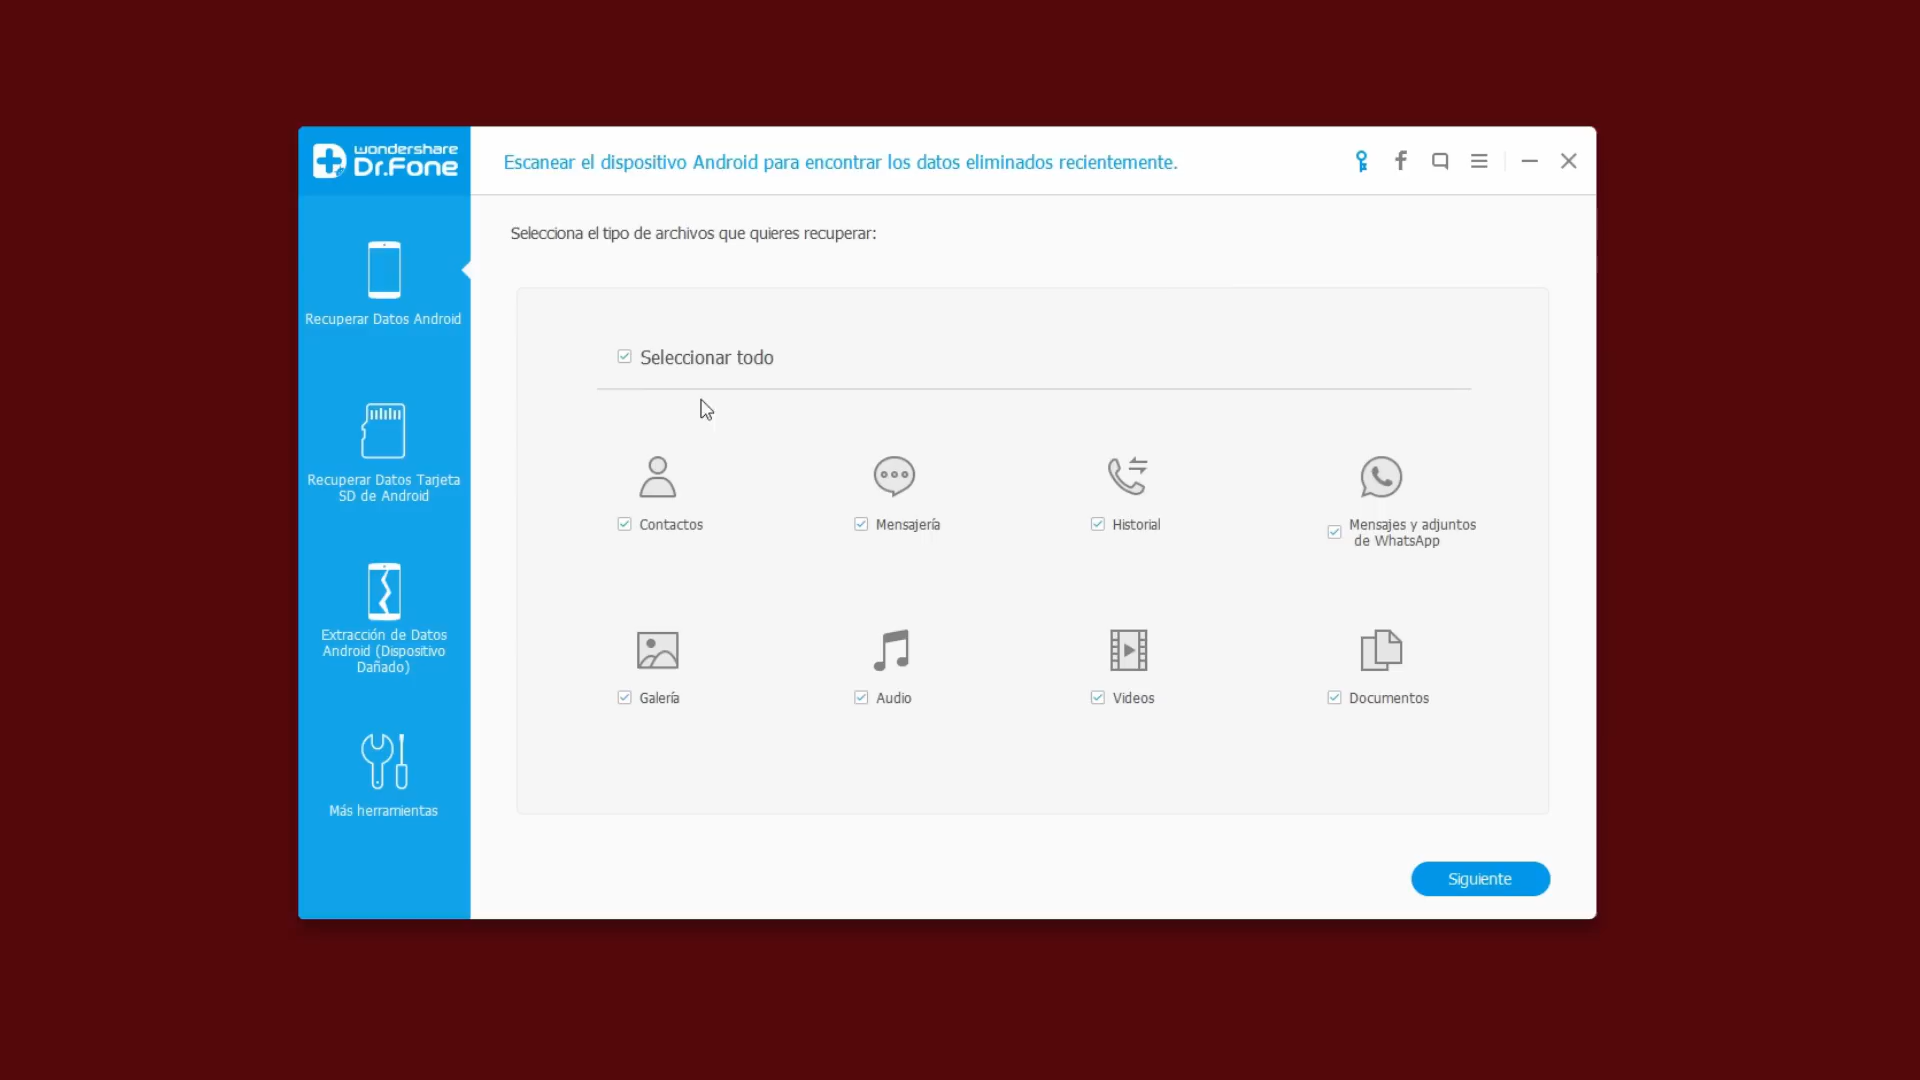 wondershare
Dr.Fone
Escanear el dispositivo Android para encontrar los datos eliminados recientemente.
Selecciona el tipo de archivos que quieres recuperar:
Recuperar Datos Android
Recuperar Datos Tarjeta
SD de Android
Extracción de Datos
Android (Dispositivo
Dañado)
Más herramientas
Seleccionar todo
Contactos
Mensajería
Historial
Mensajes y adjuntos
de WhatsApp
Galería
Audio
Videos
Documentos
Siguiente